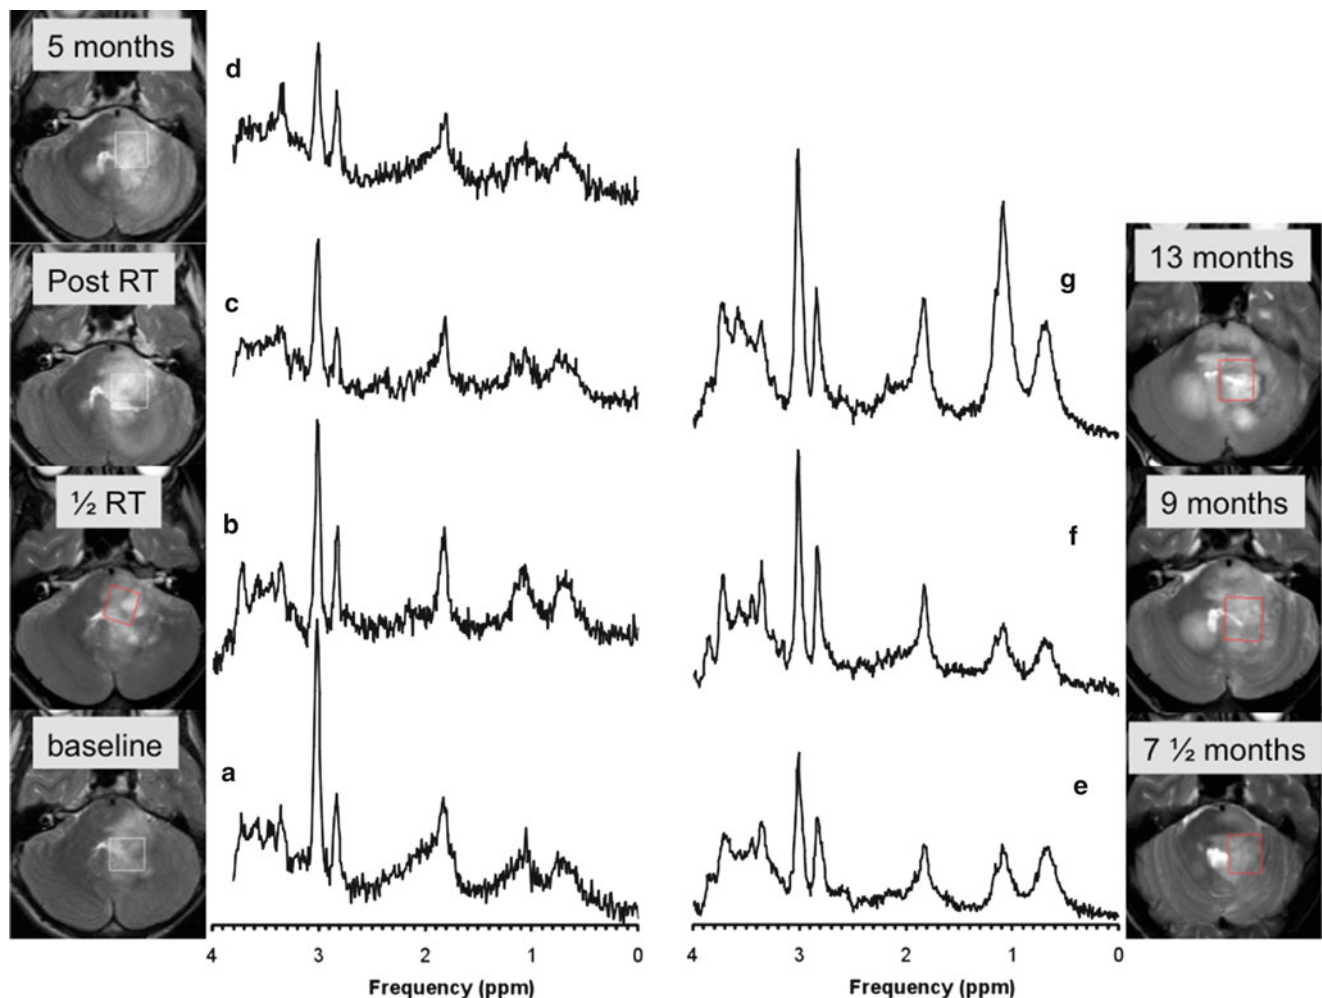 5 months
d
Post RT
c
½ RT
b
baseline
a
4 3 2 1 0
Frequency (ppm)
13 months
g
9 months
f
7 ½ months
e
4 3 2 1 0
Frequency (ppm)